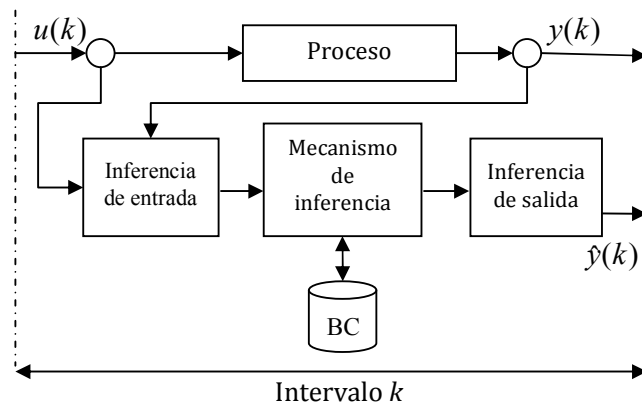 u(k)
Proceso
y(k)
Inferencia
de entrada
Mecanismo
de
inferencia
Inferencia
de salida
ŷ(k)
BC
Intervalo k